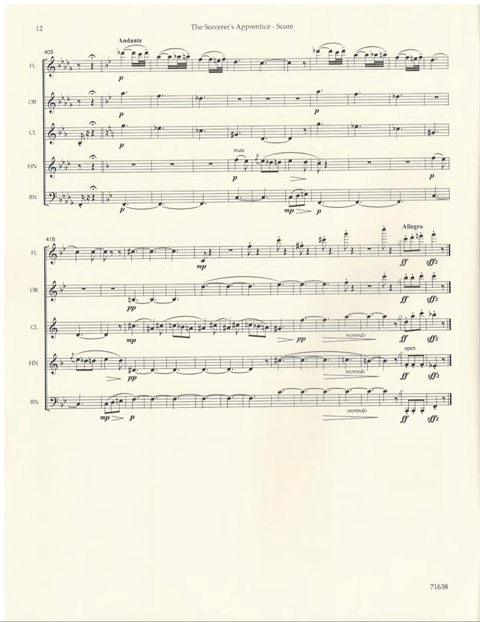 12
The Sorcerer's Apprentice - Score
Andante
405
FL
p
OB
p
CL
p
mute
HN
p
p
p
BN
p
mp
p
416
Allegro
FL
mp
ff
sffz
OB
pp
ff
sffz
CL
mp
pp
morendo
ff
sffz
open
HN
pp
morendo
ff
sffz
BN
mp
p
morendo
ff
sffz
71638